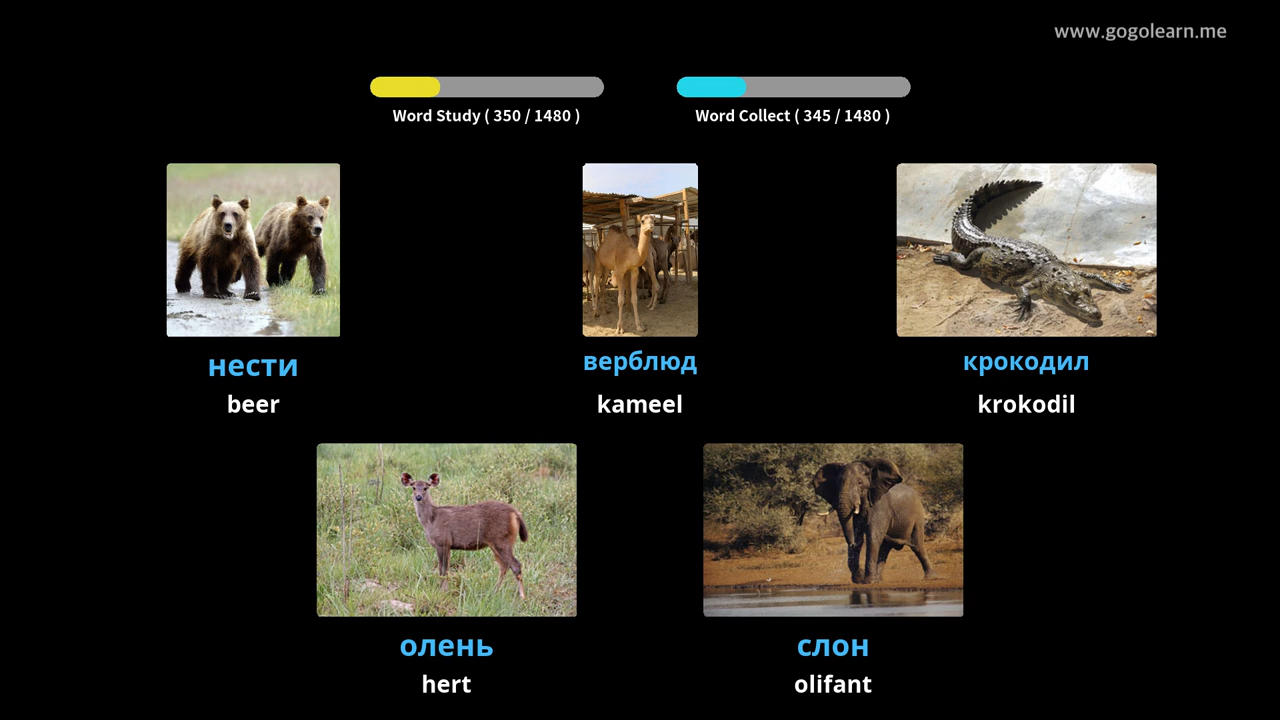 www.gogolearn.me
Word Study ( 350 / 1480 )
Word Collect ( 345 / 1480 )
нести
beer
верблюд
kameel
крокодил
krokodil
олень
hert
слон
olifant